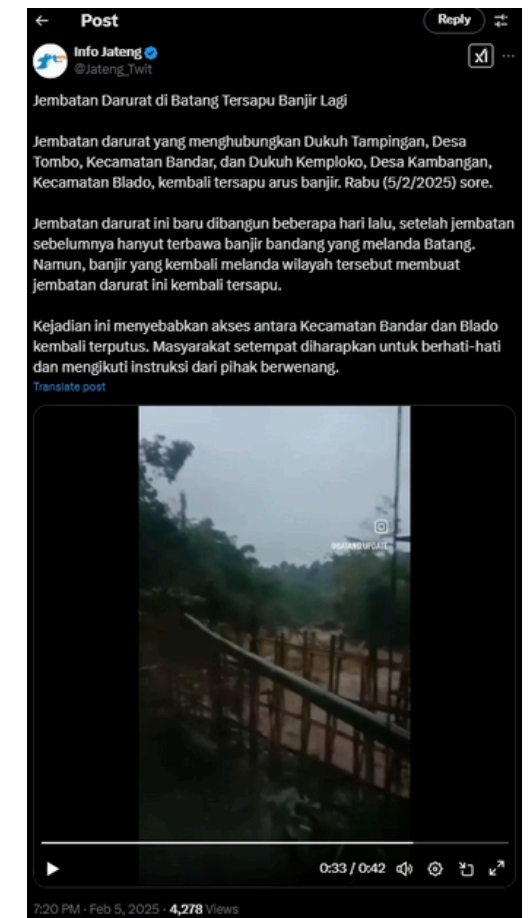 Post
Reply
Info Jateng
@Jateng_Twit
Jembatan Darurat di Batang Tersapu Banjir Lagi
Jembatan darurat yang menghubungkan Dukuh Tampingan, Desa
Tombo, Kecamatan Bandar, dan Dukuh Kemploko, Desa Kambangan,
Kecamatan Blado, kembali tersapu arus banjir. Rabu (5/2/2025) sore.
Jembatan darurat ini baru dibangun beberapa hari lalu, setelah jembatan
sebelumnya hanyut terbawa banjir bandang yang melanda Batang.
Namun, banjir yang kembali melanda wilayah tersebut membuat
jembatan darurat ini kembali tersapu.
Kejadian ini menyebabkan akses antara Kecamatan Bandar dan Blado
kembali terputus. Masyarakat setempat diharapkan untuk berhati-hati
dan mengikuti instruksi dari pihak berwenang.
Translate post
@BATANG.UPDATE
0:33 / 0:42
7:20 PM · Feb 5, 2025 · 4,278 Views